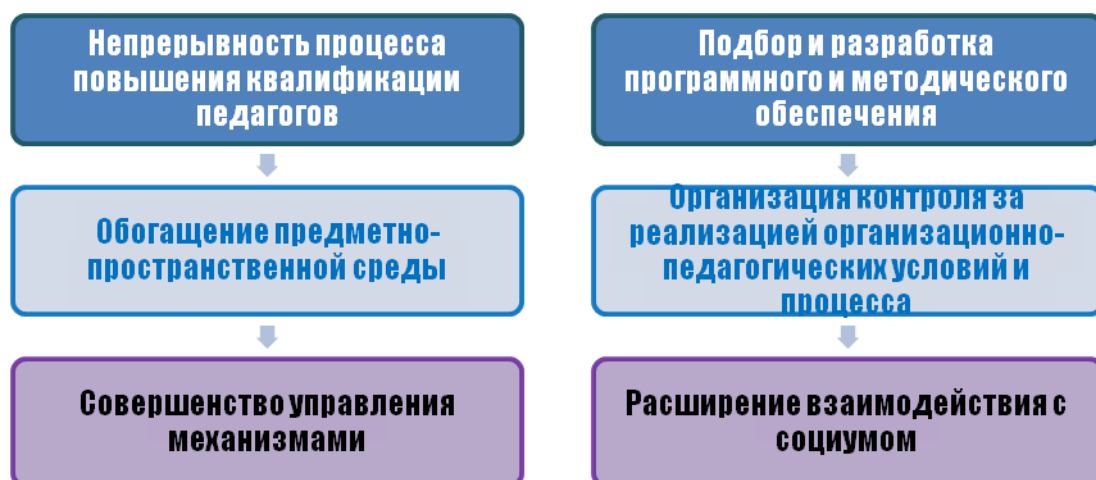 Непрерывность процесса
повышения квалификации
педагогов
Обогащение предметно-
пространственной среды
Совершенство управления
механизмами
Подбор и разработка
программного и методического
обеспечения
Организация контроля за
реализацией организационно-
педагогических условий и
процесса
Расширение взаимодействия с
социумом